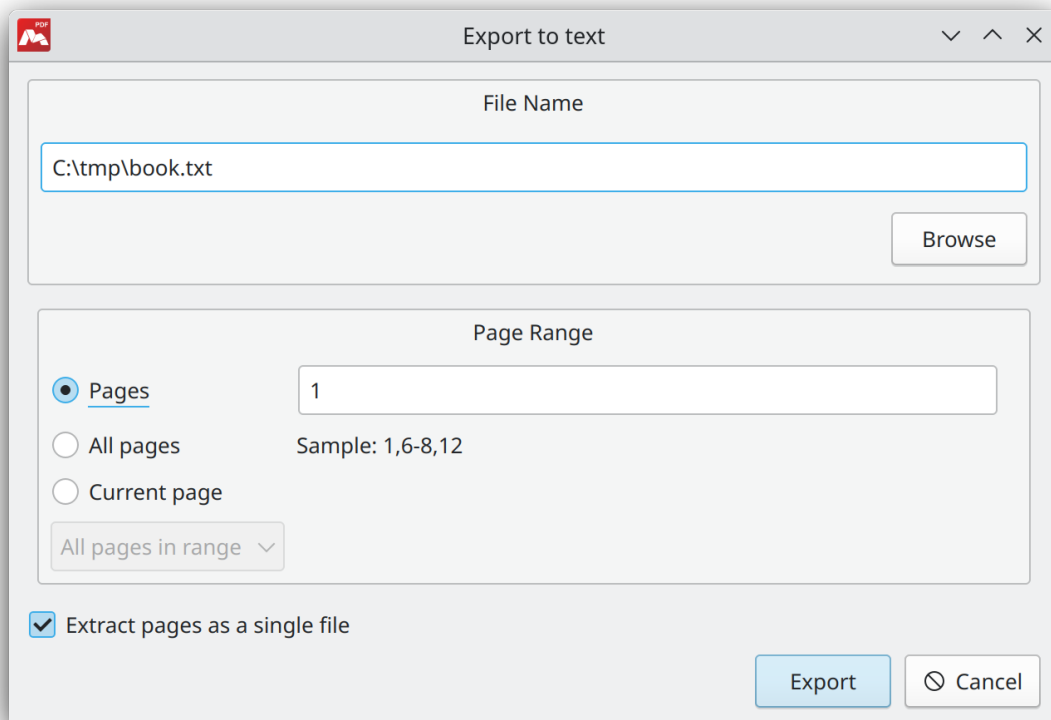 PDF
Export to text
File Name
C:\tmp\book.txt
Browse
Page Range
Pages
1
All pages
Sample: 1,6-8,12
Current page
All pages in range
Extract pages as a single file
Export
Cancel